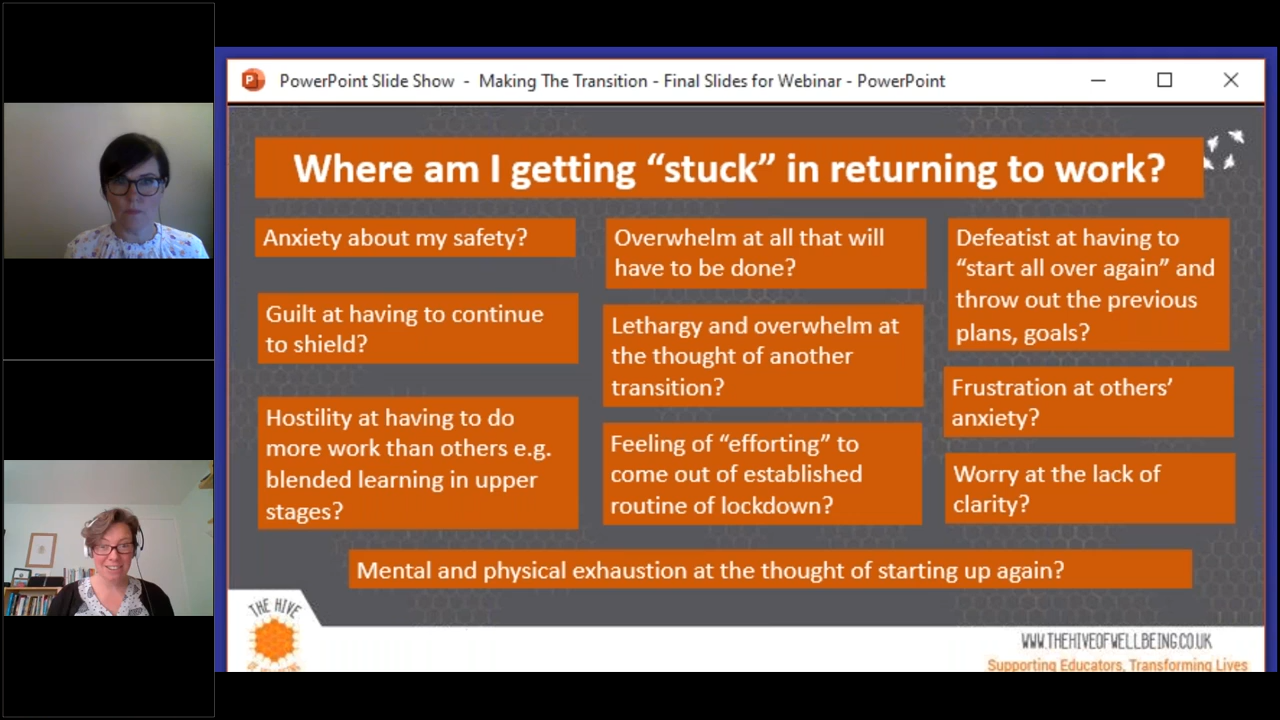 PowerPoint Slide Show - Making The Transition - Final Slides for Webinar - PowerPoint
Where am I getting “stuck” in returning to work?
Anxiety about my safety?
Guilt at having to continue
to shield?
Hostility at having to do
more work than others e.g.
blended learning in upper
stages?
Overwhelm at all that will
have to be done?
Lethargy and overwhelm at
the thought of another
transition?
Feeling of “efforting” to
come out of established
routine of lockdown?
Defeatist at having to
“start all over again” and
throw out the previous
plans, goals?
Frustration at others’
anxiety?
Worry at the lack of
clarity?
Mental and physical exhaustion at the thought of starting up again?
THE HIVE
OF WELLBEING
WWW.THEHIVEOFWELLBEING.CO.UK
Supporting Educators, Transforming Lives